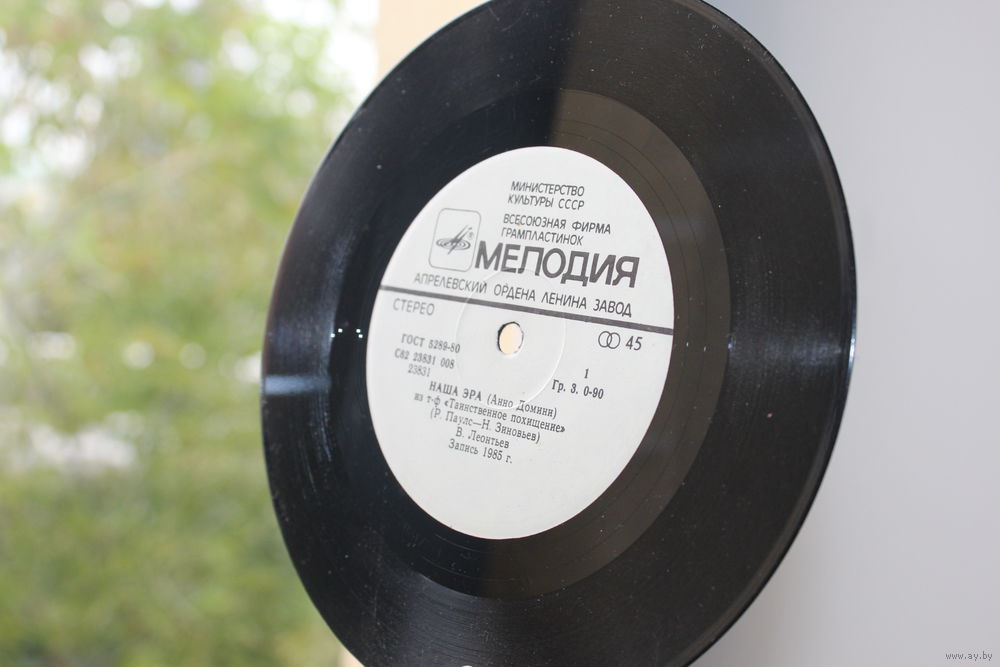 МИНИСТЕРСТВО
КУЛЬТУРЫ СССР
ВСЕСОЮЗНАЯ ФИРМА
ГРАМПЛАСТИНОК
МЕЛОДИЯ
АПРЕЛЕВСКИЙ ОРДЕНА ЛЕНИНА ЗАВОД
СТЕРЕО
45
ГОСТ 5289-80
С62 23831 008
23831
1
Гр. 3. 0-90
НАША ЭРА (Анно Домини)
из т-ф «Таинственное похищение»
(Р. Паулс—Н. Зиновьев)
В. Леонтьев
Запись 1985 г.
www.ay.by